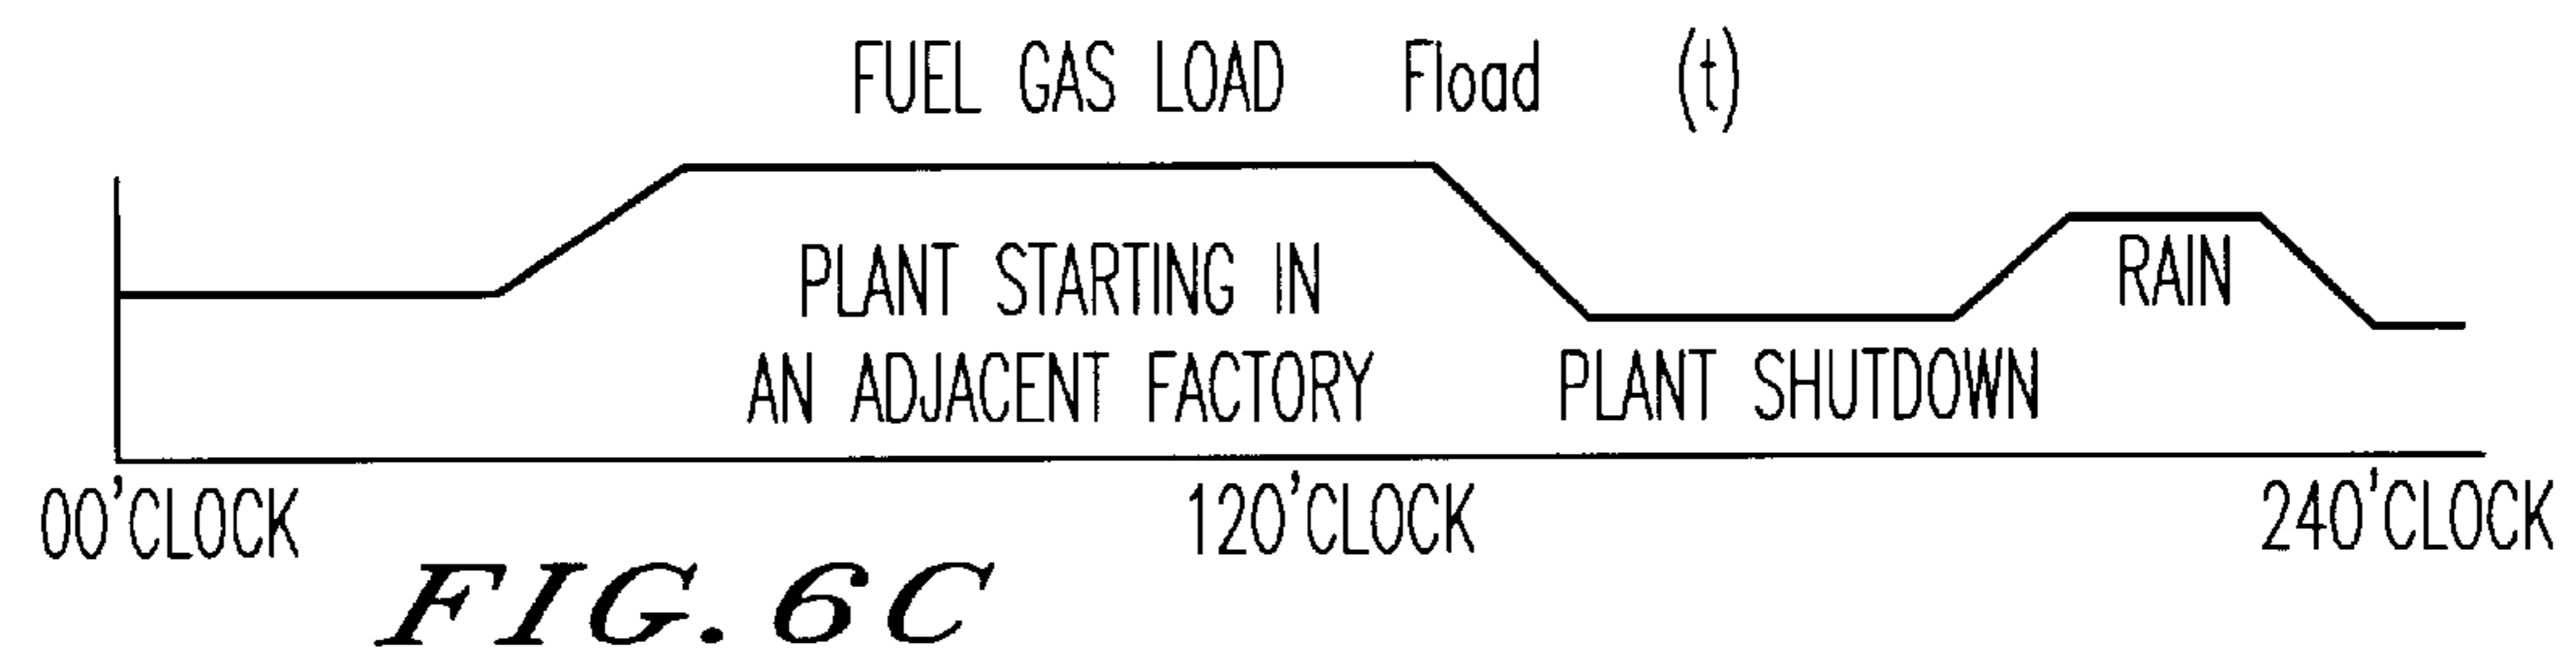 FUEL GAS LOAD Fload (t)
PLANT STARTING IN
AN ADJACENT FACTORY
RAIN
PLANT SHUTDOWN
00'CLOCK
120'CLOCK
240'CLOCK
FIG.6C